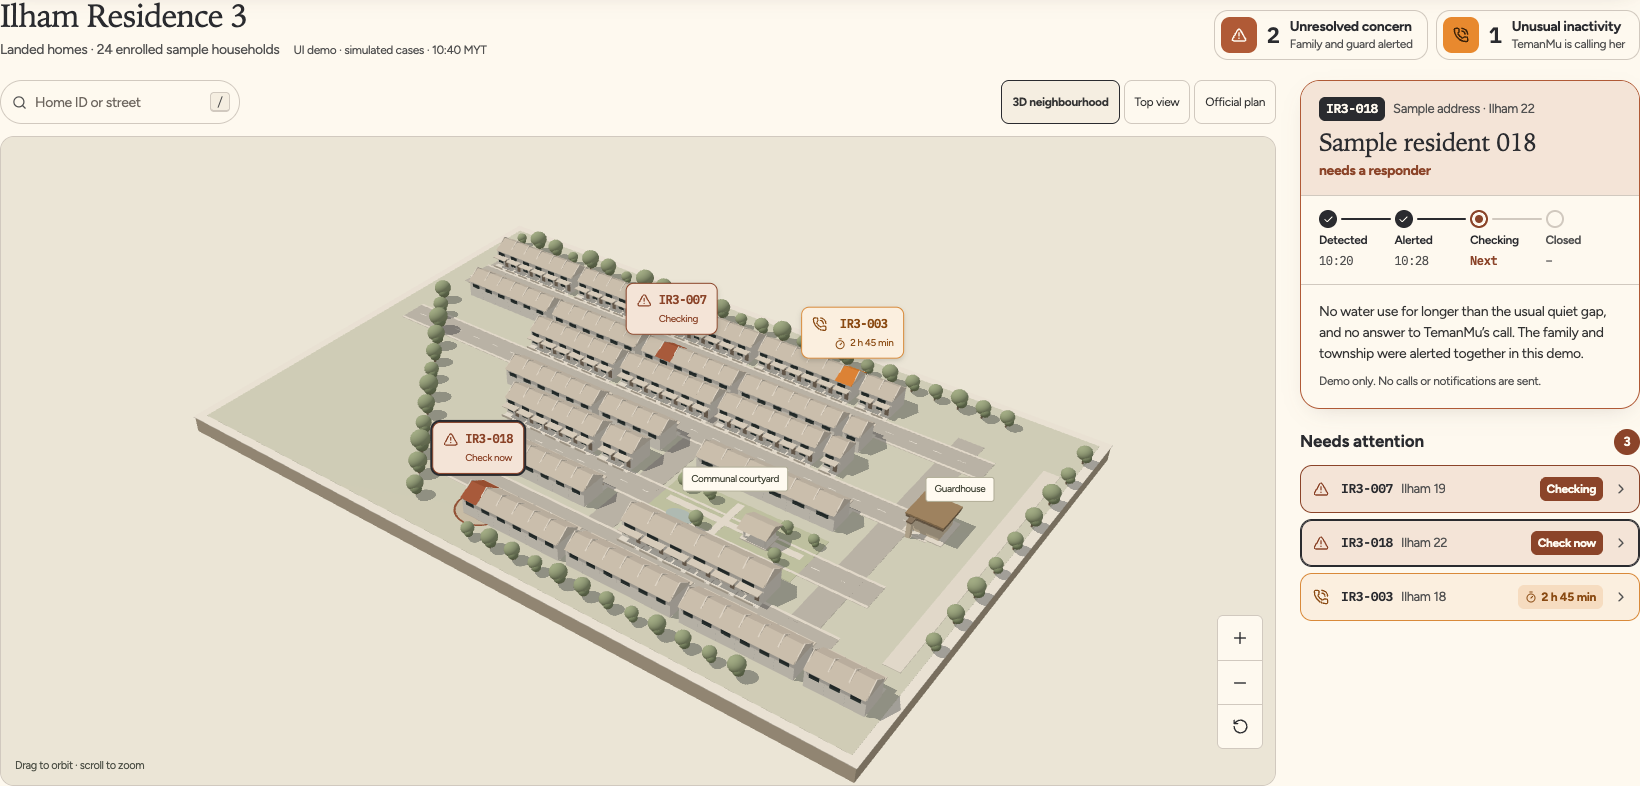 Ilham Residence 3
Landed homes · 24 enrolled sample households UI demo · simulated cases · 10:40 MYT
2 Unresolved concern
Family and guard alerted
1 Unusual inactivity
TemanMu is calling her
Home ID or street /
3D neighbourhood
Top view
Official plan
IR3-007
Checking
IR3-003
2 h 45 min
IR3-018
Check now
Communal courtyard
Guardhouse
+
−
Drag to orbit · scroll to zoom
IR3-018 Sample address · Ilham 22
Sample resident 018
needs a responder
Detected Alerted Checking Closed
10:20 10:28 Next –
No water use for longer than the usual quiet gap,
and no answer to TemanMu’s call. The family and
township were alerted together in this demo.
Demo only. No calls or notifications are sent.
Needs attention 3
IR3-007 Ilham 19 Checking
IR3-018 Ilham 22 Check now
IR3-003 Ilham 18 2 h 45 min